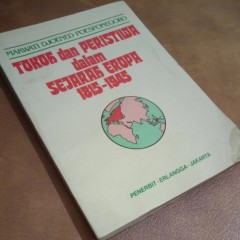 MARWATI DJOENED POESPONEGORO
TOKOH dan PERISTIWA
dalam
SEJARAH EROPA
1815-1945
PENERBIT - ERLANGGA - JAKARTA